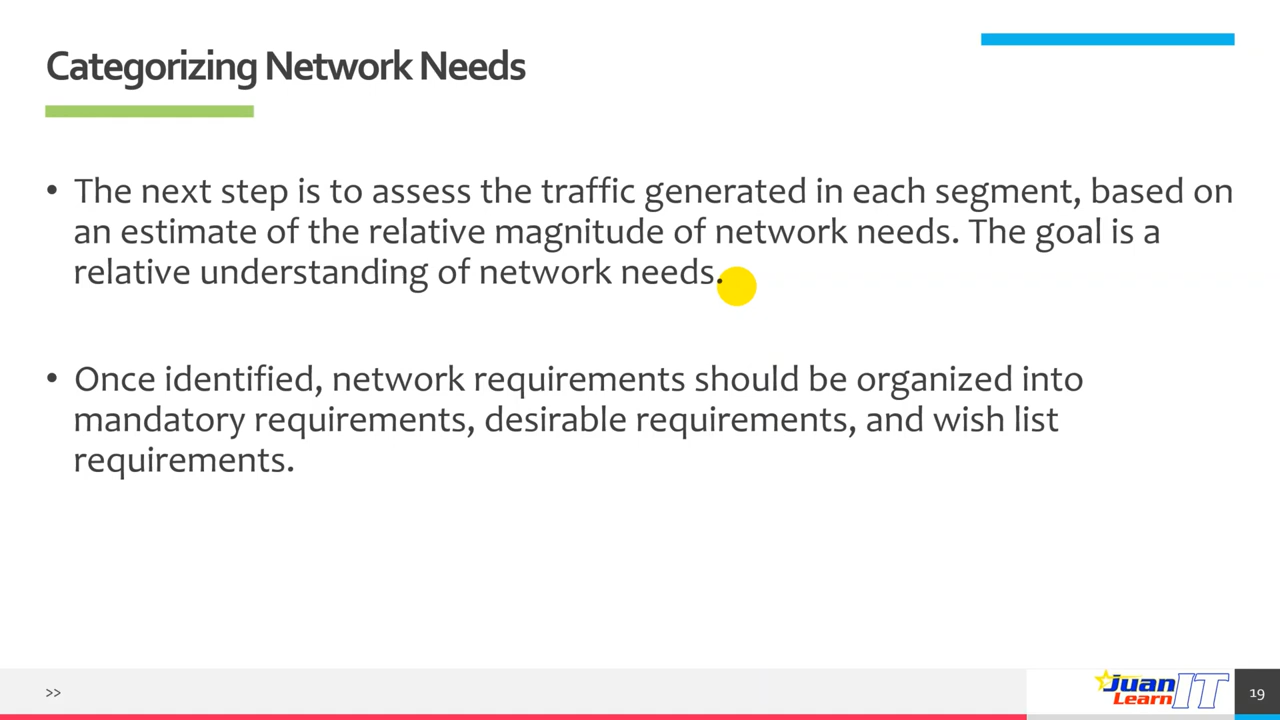 Categorizing Network Needs
• The next step is to assess the traffic generated in each segment, based on
an estimate of the relative magnitude of network needs. The goal is a
relative understanding of network needs.
• Once identified, network requirements should be organized into
mandatory requirements, desirable requirements, and wish list
requirements.
>>
Juan
Learn
IT
19